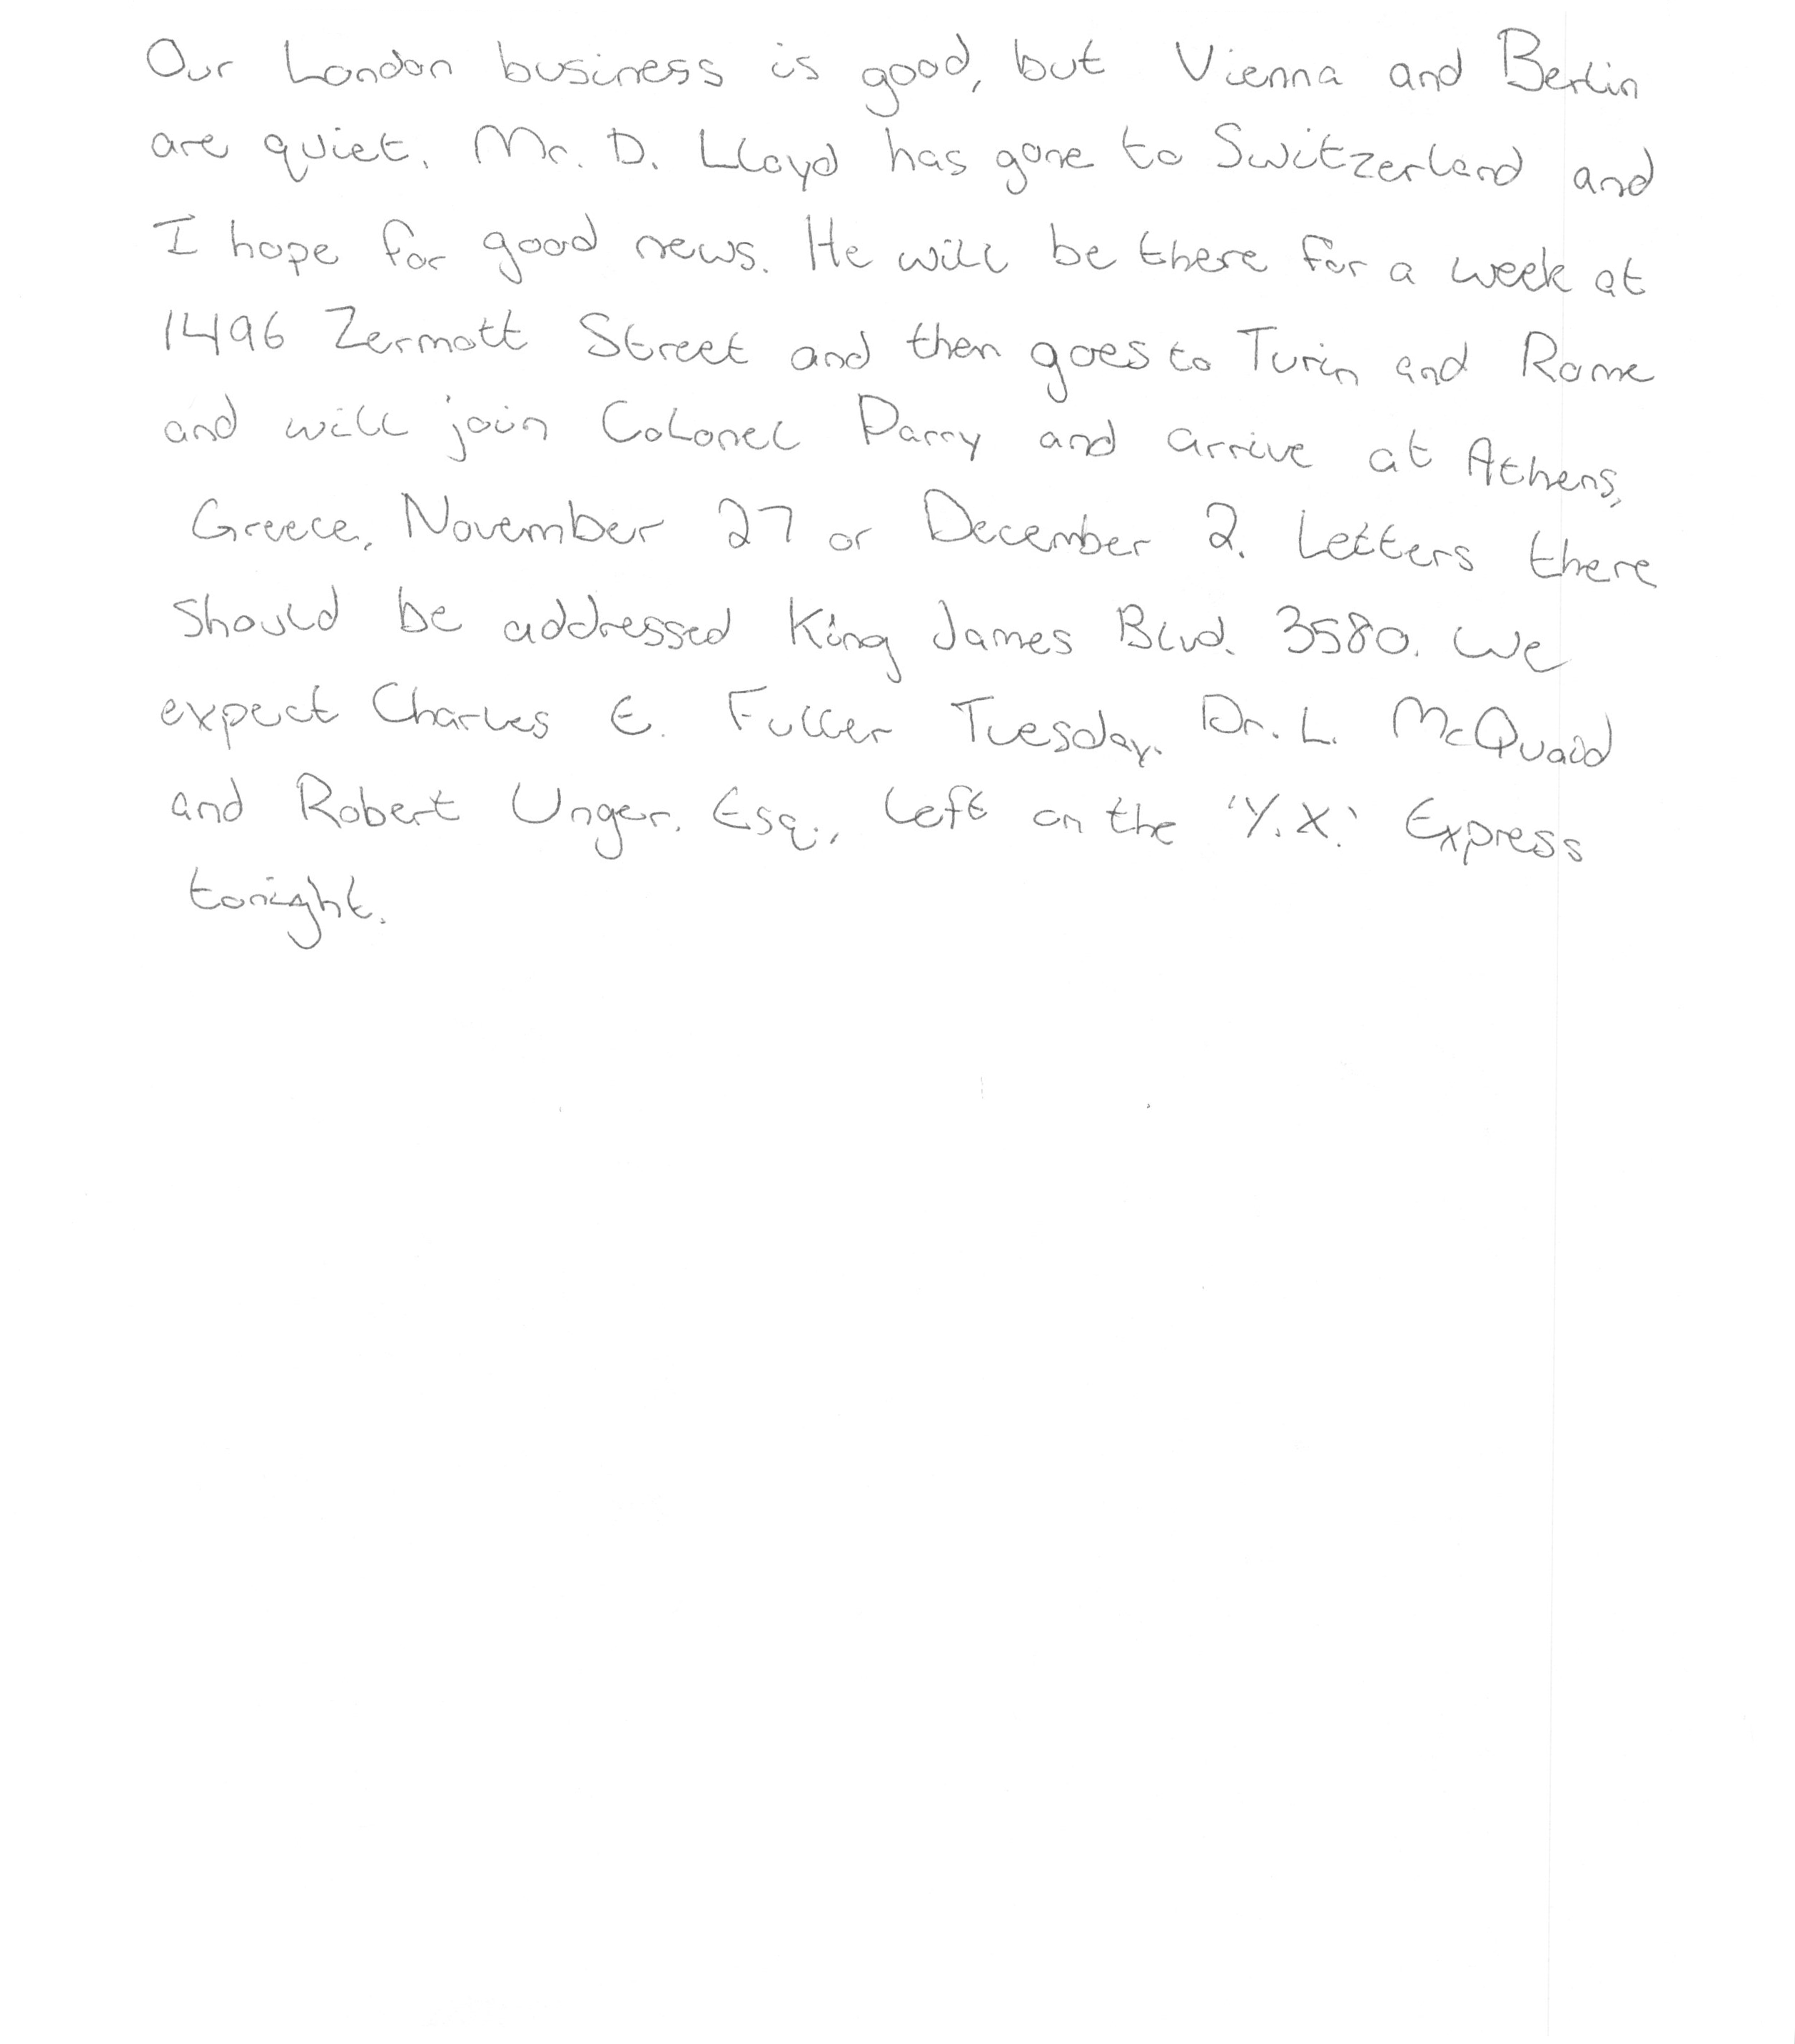 Our London business is good, but Vienna and Berlin
are quiet. Mr. D. Lloyd has gone to Switzerland and
I hope for good news. He will be there for a week at
1496 Zermott Street and then goes to Turin and Rome
and will join Colonel Parry and arrive at Athens,
Greece, November 27 or December 2. Letters there
should be addressed King James Blvd. 3580. We
expect Charles E. Fuller Tuesday. Dr. L. McQuaid
and Robert Unger. Esq., left on the 'Y.X.' Express
tonight.